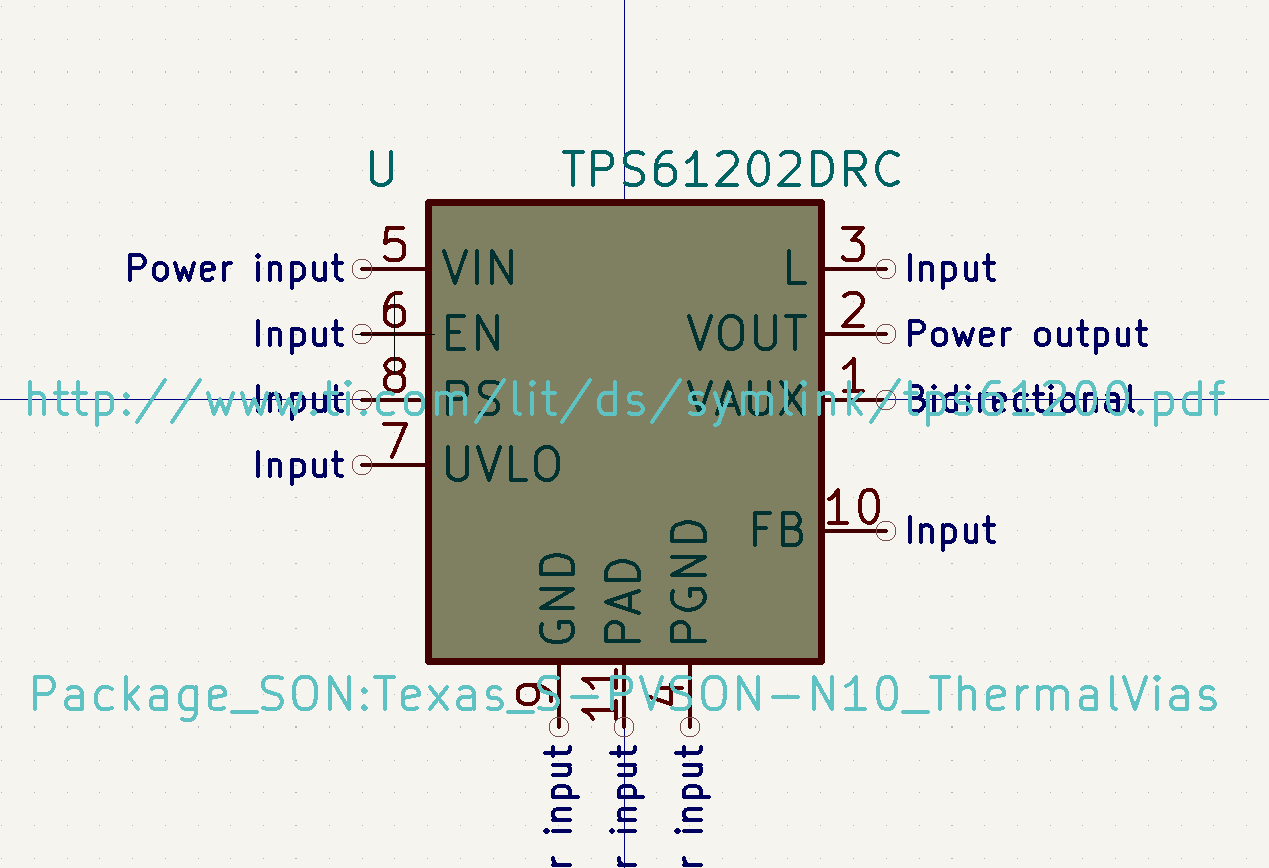 U TPS61202DRC
5 3
Power input VIN L Input
6 2
Input EN VOUT Power output
8 1
Input PS VAUX Bidirectional
http://www.ti.com/lit/ds/symlink/tps61200.pdf
7
Input UVLO
10
FB Input
GND PAD PGND
9 11 4
Package_SON:Texas_S-PVSON-N10_ThermalVias
r input r input r input